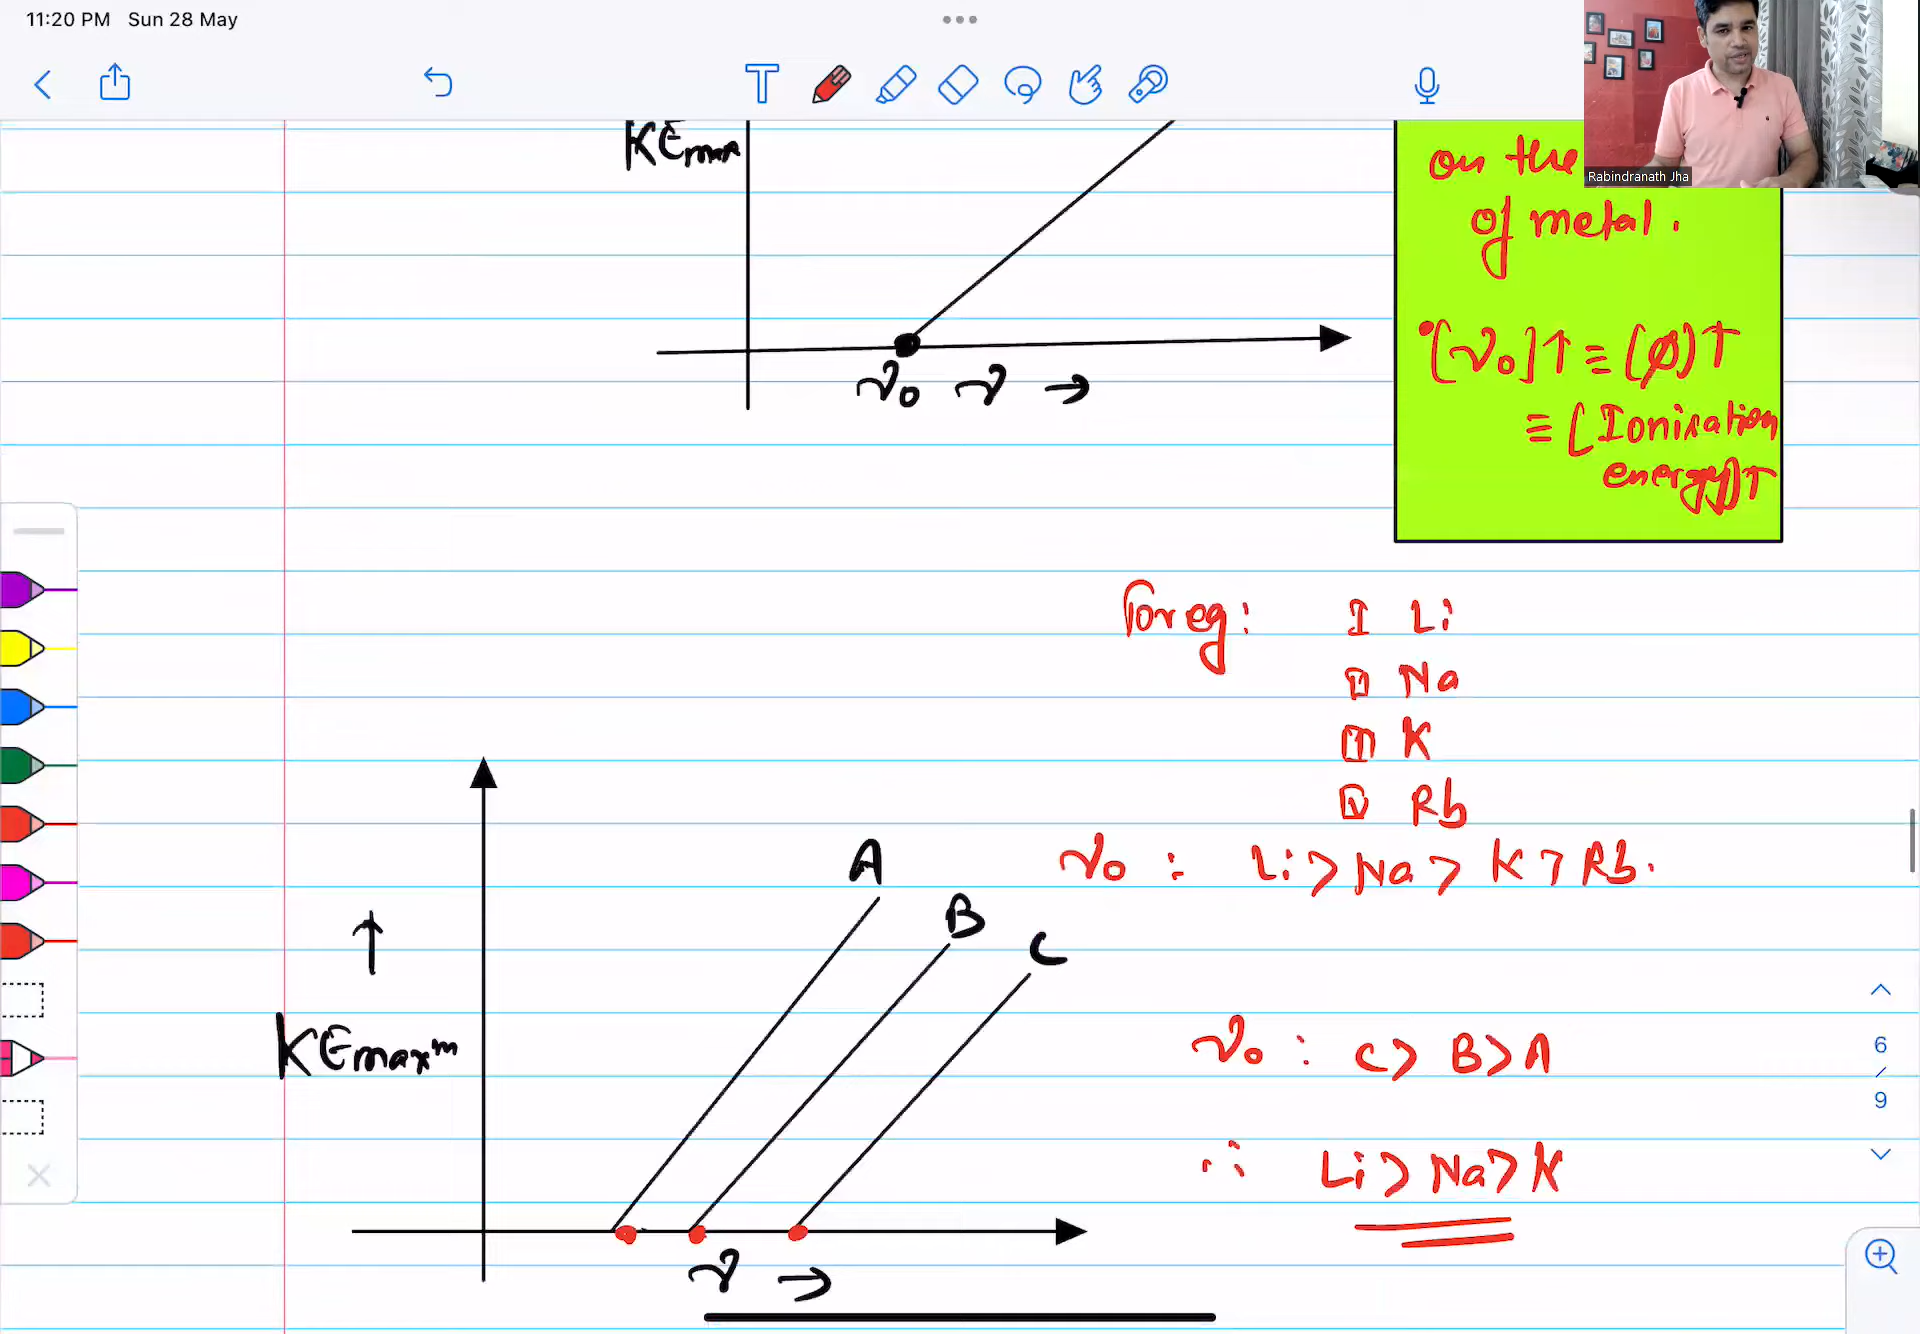 11:20 PM Sun 28 May
T
Rabindranath Jha
KEmax
ν₀ ν →
on the
of metal.
• (ν₀)↑ ≡ (ϕ)↑
≡ (Ionisation
energy)↑
For eg: I Li
II Na
III K
IV Rb
ν₀ : Li > Na > K > Rb.
A
B
C
↑
KEmaxᵐ
ν →
ν₀ : C > B > A
∴ Li > Na > K
6
/
9